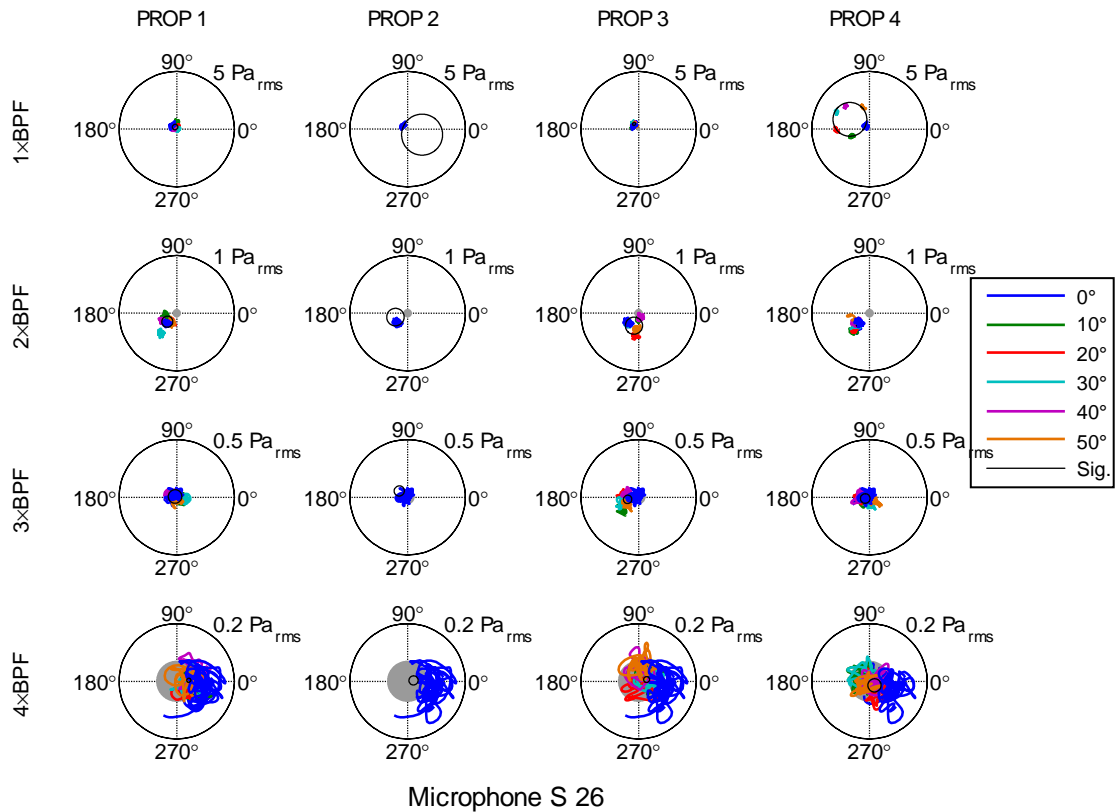 PROP 1 PROP 2 PROP 3 PROP 4
1×BPF
90° 5 Pa rms 180° 0° 270°
90° 5 Pa rms 180° 0° 270°
90° 5 Pa rms 180° 0° 270°
90° 5 Pa rms 180° 0° 270°
2×BPF
90° 1 Pa rms 180° 0° 270°
90° 1 Pa rms 180° 0° 270°
90° 1 Pa rms 180° 0° 270°
90° 1 Pa rms 180° 0° 270°
0°
10°
20°
30°
40°
50°
Sig.
3×BPF
90° 0.5 Pa rms 180° 0° 270°
90° 0.5 Pa rms 180° 0° 270°
90° 0.5 Pa rms 180° 0° 270°
90° 0.5 Pa rms 180° 0° 270°
4×BPF
90° 0.2 Pa rms 180° 0° 270°
90° 0.2 Pa rms 180° 0° 270°
90° 0.2 Pa rms 180° 0° 270°
90° 0.2 Pa rms 180° 0° 270°
Microphone S 26